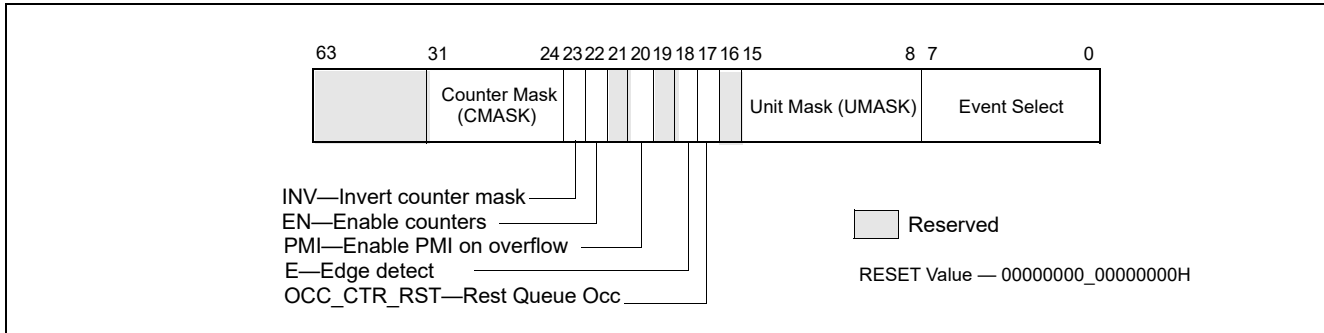 63 31 24 23 22 21 20 19 18 17 16 15 8 7 0
Counter Mask
(CMASK)
Unit Mask (UMASK)
Event Select
INV—Invert counter mask
EN—Enable counters
PMI—Enable PMI on overflow
E—Edge detect
OCC_CTR_RST—Rest Queue Occ
Reserved
RESET Value — 00000000_00000000H